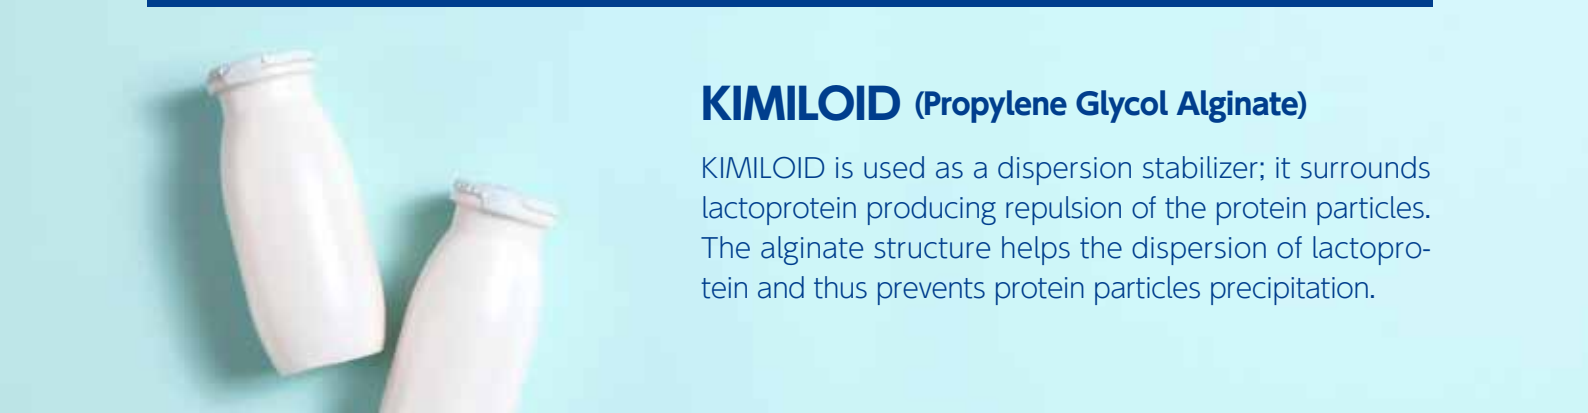 KIMILOID (Propylene Glycol Alginate)
KIMILOID is used as a dispersion stabilizer; it surrounds
lactoprotein producing repulsion of the protein particles.
The alginate structure helps the dispersion of lactopro-
tein and thus prevents protein particles precipitation.